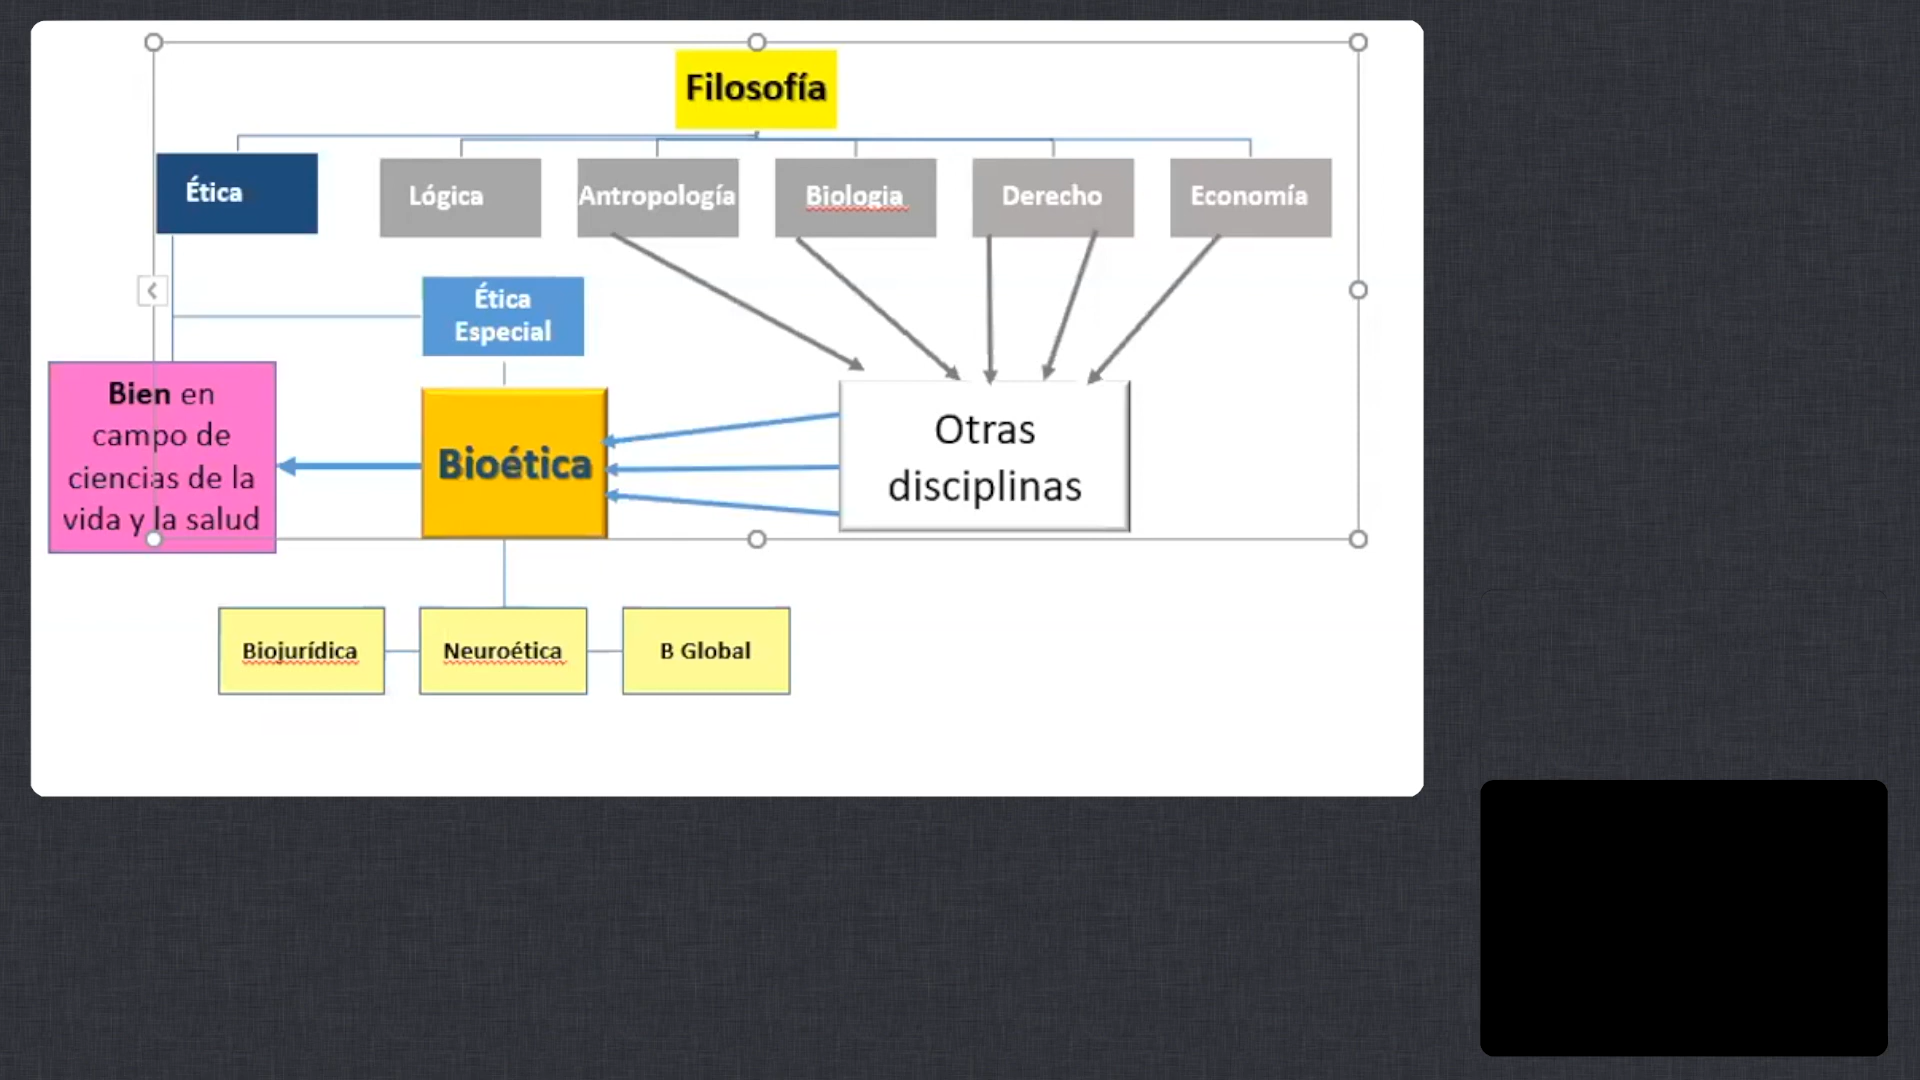 Filosofía
Ética
Lógica
Antropología
Biologia
Derecho
Economía
Ética
Especial
Bien en
campo de
ciencias de la
vida y la salud
Bioética
Otras
disciplinas
Biojurídica
Neuroética
B Global